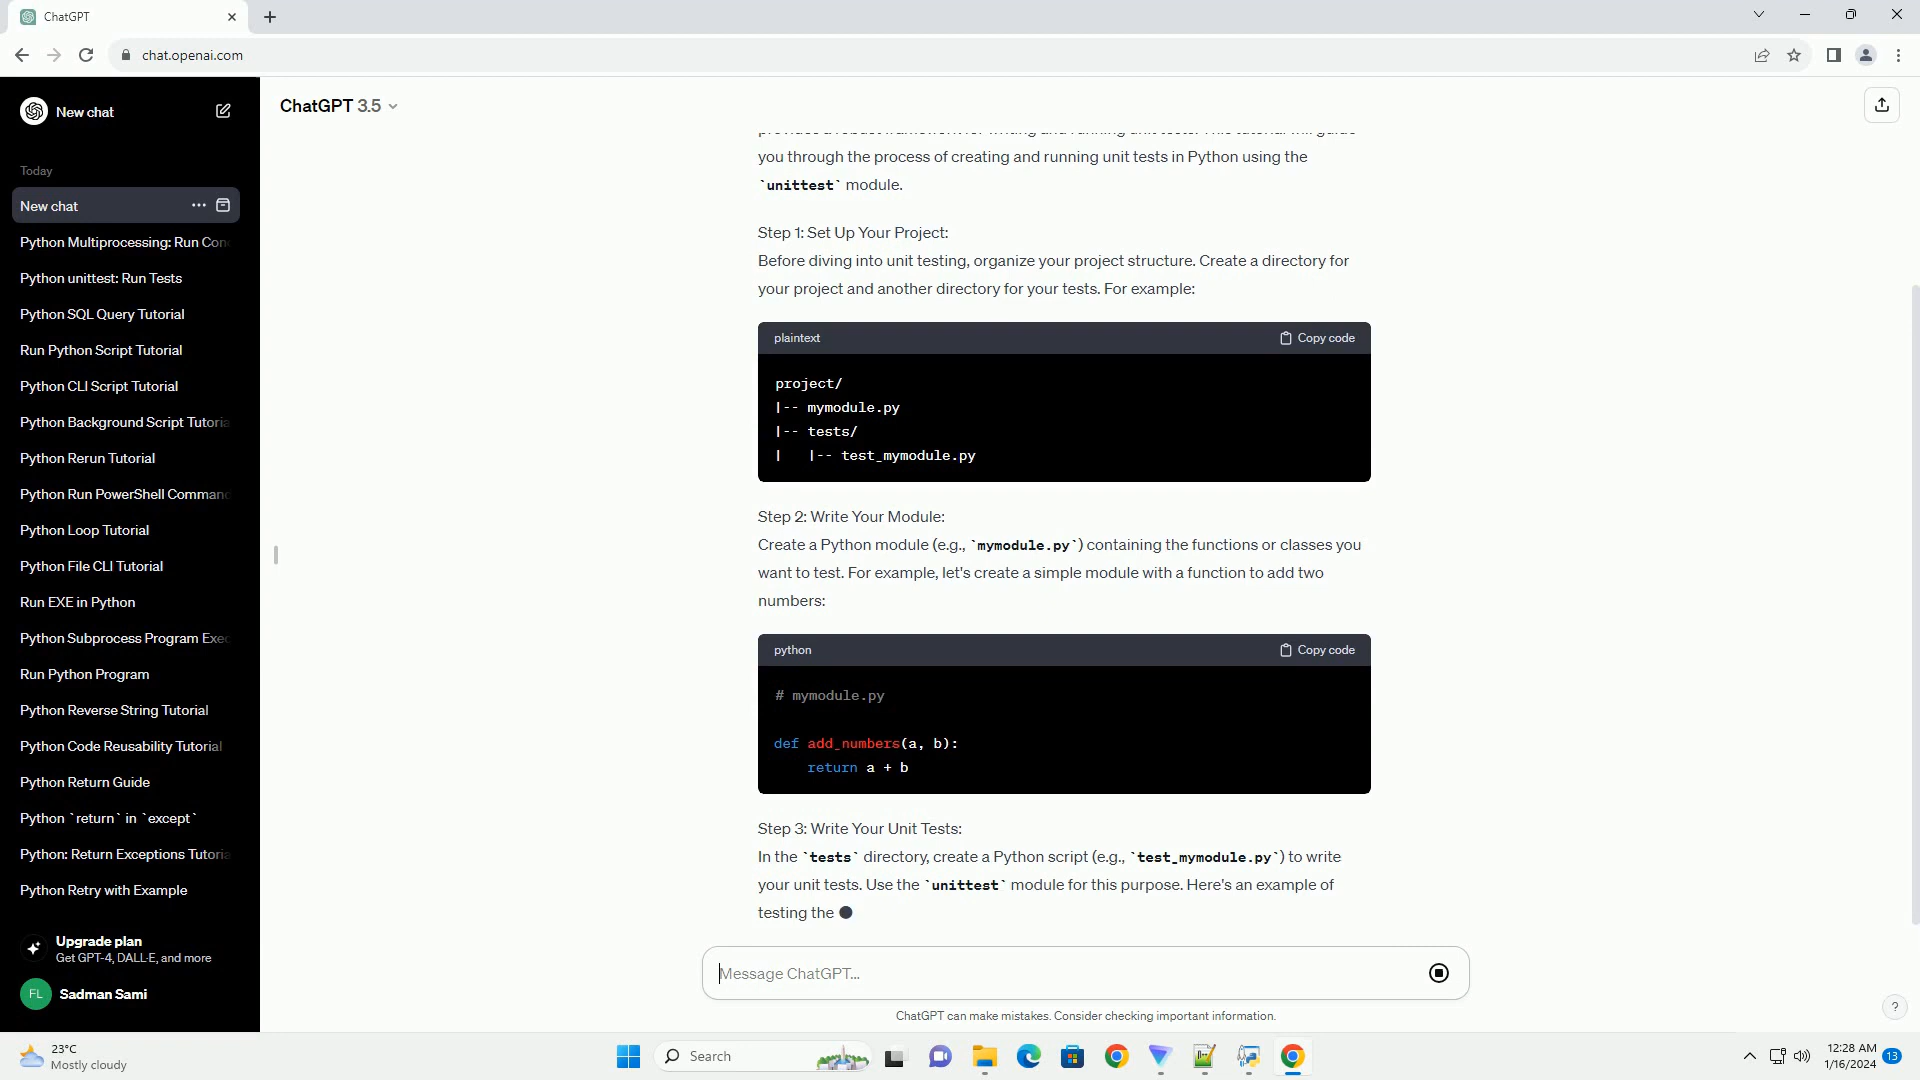 ChatGPT
chat.openai.com
New chat
ChatGPT 3.5
Today
New chat
Python Multiprocessing: Run Con
Python unittest: Run Tests
Python SQL Query Tutorial
Run Python Script Tutorial
Python CLI Script Tutorial
Python Background Script Tutoria
Python Rerun Tutorial
Python Run PowerShell Comman
Python Loop Tutorial
Python File CLI Tutorial
Run EXE in Python
Python Subprocess Program Exe
Run Python Program
Python Reverse String Tutorial
Python Code Reusability Tutorial
Python Return Guide
Python `return` in `except`
Python: Return Exceptions Tutoria
Python Retry with Example
Upgrade plan
Get GPT-4, DALL·E, and more
FL
Sadman Sami
you through the process of creating and running unit tests in Python using the
`unittest` module.
Step 1: Set Up Your Project:
Before diving into unit testing, organize your project structure. Create a directory for
your project and another directory for your tests. For example:
plaintext
Copy code
project/
|-- mymodule.py
|-- tests/
|   |-- test_mymodule.py
Step 2: Write Your Module:
Create a Python module (e.g., `mymodule.py`) containing the functions or classes you
want to test. For example, let's create a simple module with a function to add two
numbers:
python
Copy code
# mymodule.py
def add_numbers(a, b):
    return a + b
Step 3: Write Your Unit Tests:
In the `tests` directory, create a Python script (e.g., `test_mymodule.py`) to write
your unit tests. Use the `unittest` module for this purpose. Here's an example of
testing the
Message ChatGPT...
ChatGPT can make mistakes. Consider checking important information.
?
23°C
Mostly cloudy
Search
12:28 AM
1/16/2024
13